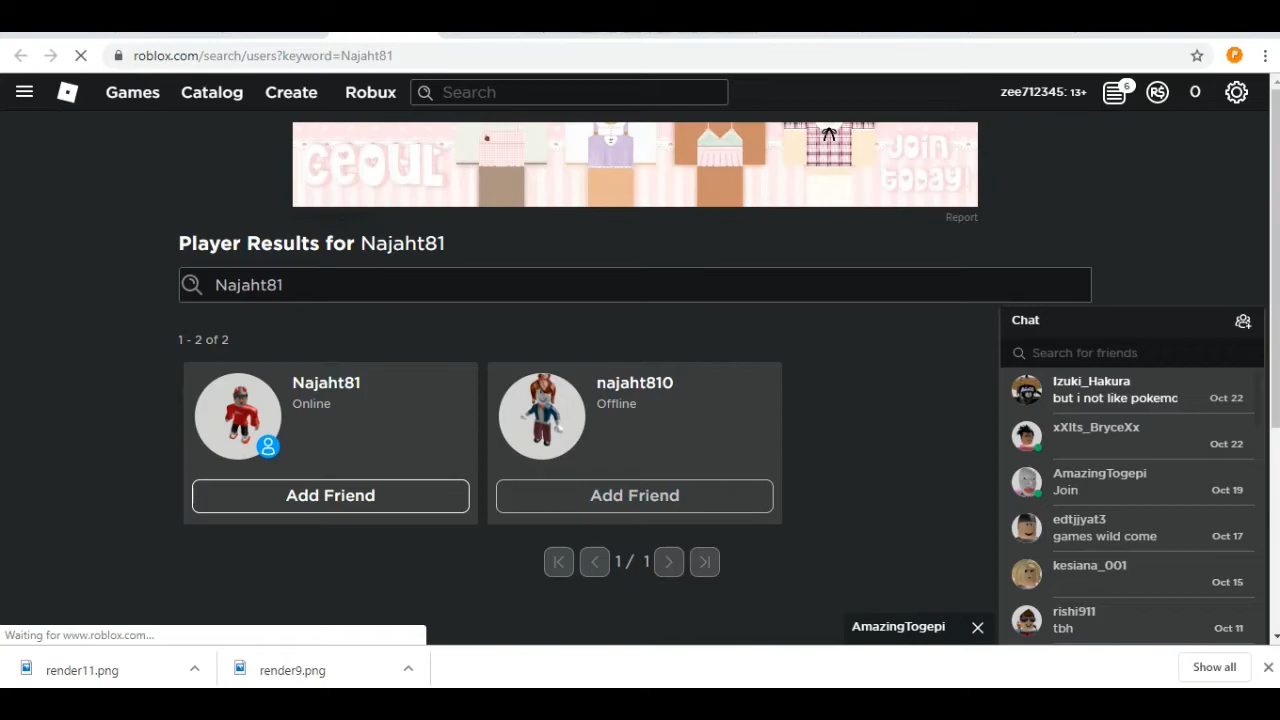 roblox.com/search/users?keyword=Najaht81
Games Catalog Create Robux Search zee712345: 13+ 6 R$ 0
CEOUL join today!
Report
Player Results for Najaht81
Najaht81
1 - 2 of 2
Najaht81
Online
Add Friend
najaht810
Offline
Add Friend
1 / 1
Chat
Search for friends
Izuki_Hakura
but i not like pokemc Oct 22
xXIts_BryceXx
Oct 22
AmazingTogepi
Join Oct 19
edtjjyat3
games wild come Oct 17
kesiana_001
Oct 15
rishi911
tbh Oct 11
AmazingTogepi
Waiting for www.roblox.com...
render11.png render9.png Show all